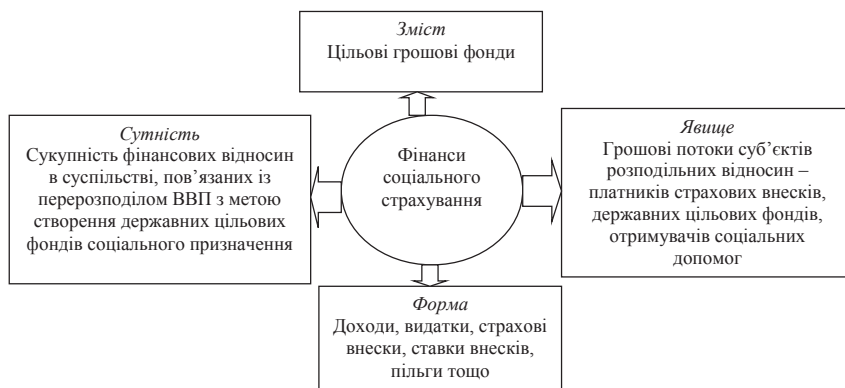 Зміст
Цільові грошові фонди
Сутність
Сукупність фінансових відносин
в суспільстві, пов’язаних із
перерозподілом ВВП з метою
створення державних цільових
фондів соціального призначення
Фінанси
соціального
страхування
Явище
Грошові потоки суб’єктів
розподільних відносин –
платників страхових внесків,
державних цільових фондів,
отримувачів соціальних
допомог
Форма
Доходи, видатки, страхові
внески, ставки внесків,
пільги тощо